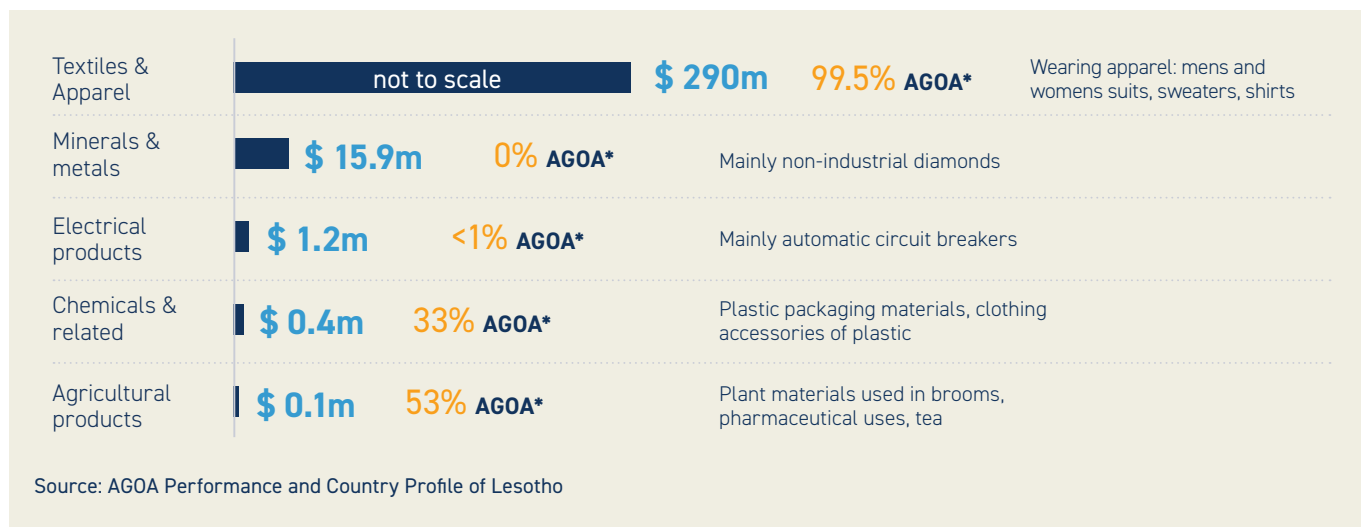 Textiles &
Apparel
not to scale
$ 290m
99.5% AGOA*
Wearing apparel: mens and
womens suits, sweaters, shirts
Minerals &
metals
$ 15.9m
0% AGOA*
Mainly non-industrial diamonds
Electrical
products
$ 1.2m
<1% AGOA*
Mainly automatic circuit breakers
Chemicals &
related
$ 0.4m
33% AGOA*
Plastic packaging materials, clothing
accessories of plastic
Agricultural
products
$ 0.1m
53% AGOA*
Plant materials used in brooms,
pharmaceutical uses, tea
Source: AGOA Performance and Country Profile of Lesotho